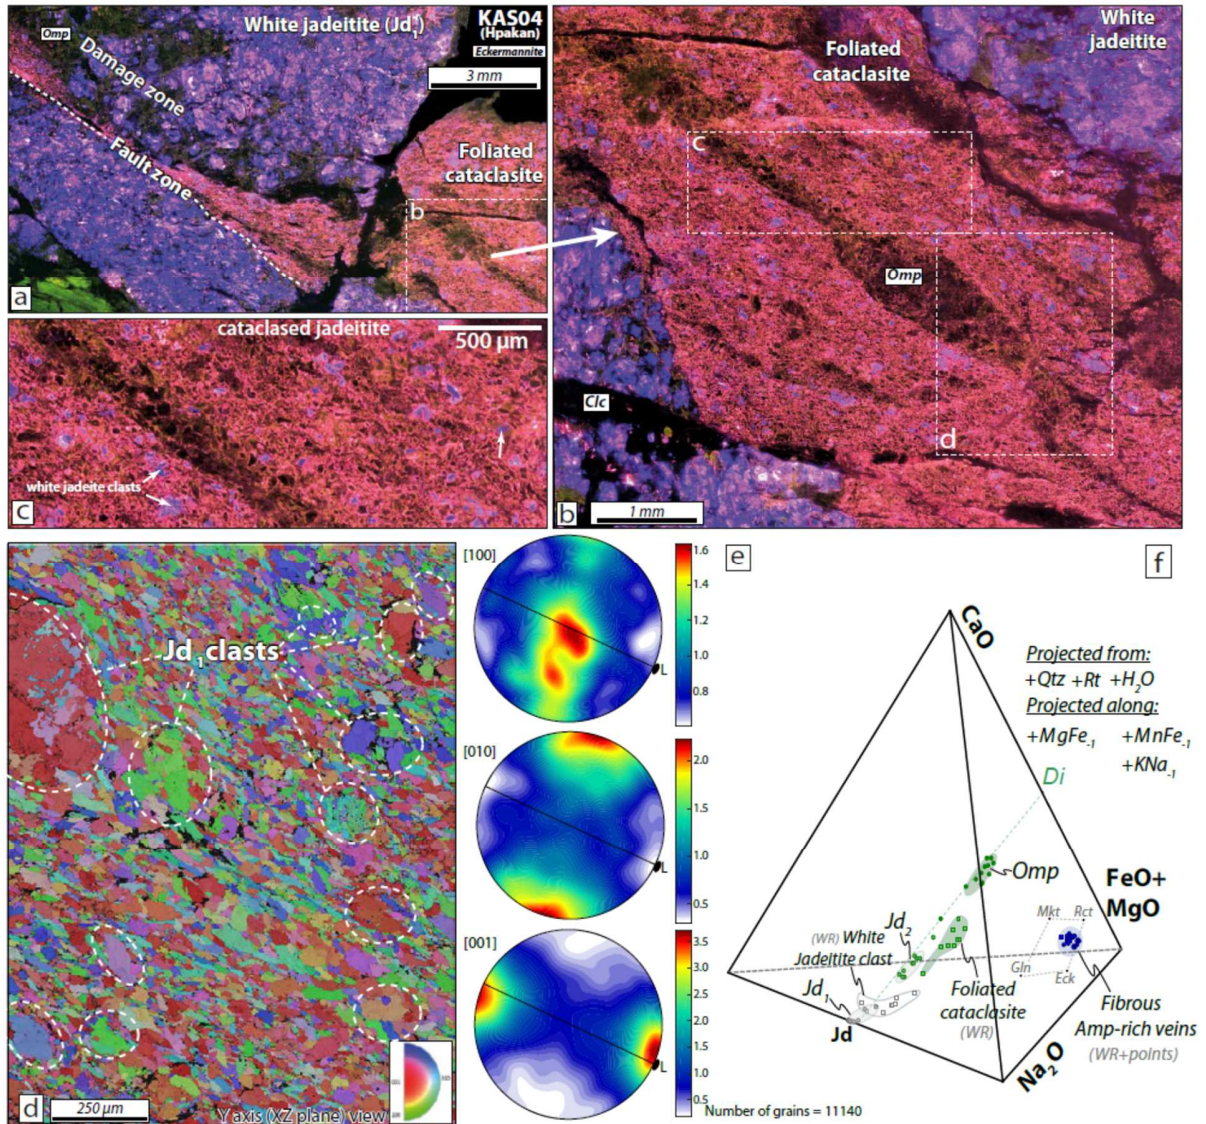 White jadeitite (Jd₁)
KAS04
(Hpakan)
Eckermannite
3 mm
Omp
Damage zone
Fault zone
Foliated
cataclasite
b
a
White
jadeitite
Foliated
cataclasite
c
Omp
Clc
d
b
1 mm
cataclased jadeitite
500 µm
white jadeite clasts
c
Jd₁ clasts
d
250 µm
Y axis (XZ plane) view
[100]
L
1.6
1.4
1.2
1.0
0.8
[010]
L
2.0
1.5
1.0
0.5
[001]
L
3.5
3.0
2.5
2.0
1.5
1.0
0.5
Number of grains = 11140
e
f
CaO
Projected from:
+Qtz +Rt +H₂O
Projected along:
+MgFe₋₁ +MnFe₋₁
+KNa₋₁
Di
Omp
FeO+
MgO
Mkt Rct
Gln Eck
Jd₂
(WR) White
Jadeitite clast
Jd₁
Jd
Foliated
cataclasite
(WR)
Fibrous
Amp-rich veins
(WR+points)
Na₂O